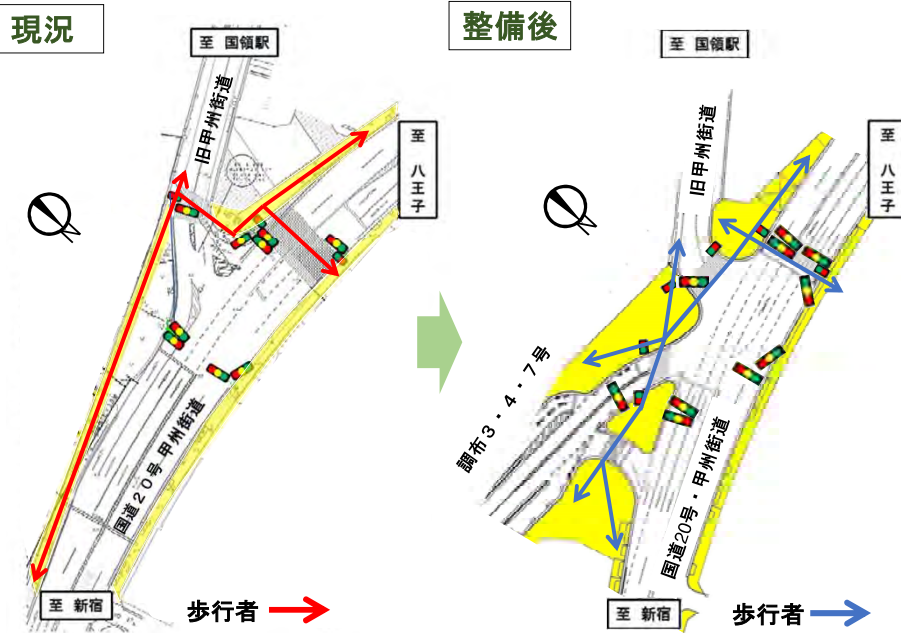 現況
至 国領駅
旧甲州街道
至 八王子
国道20号 甲州街道
至 新宿
歩行者
整備後
至 国領駅
旧甲州街道
至 八王子
調布3・4・7号
国道20号・甲州街道
至 新宿
歩行者